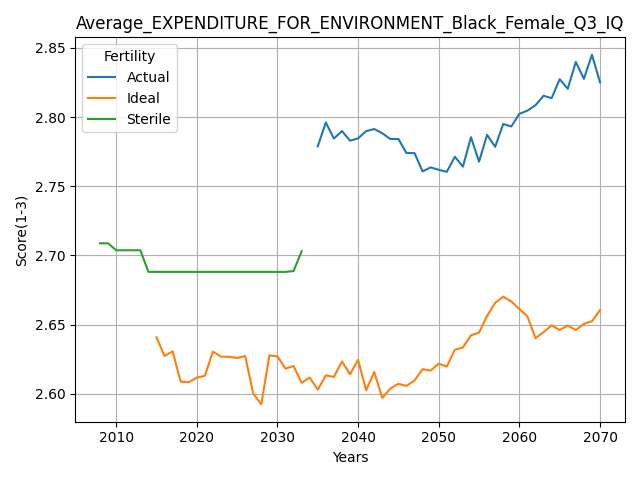 Average_EXPENDITURE_FOR_ENVIRONMENT_Black_Female_Q3_IQ
Fertility
Actual
Ideal
Sterile
Score(1-3)
2.85
2.80
2.75
2.70
2.65
2.60
2010 2020 2030 2040 2050 2060 2070
Years